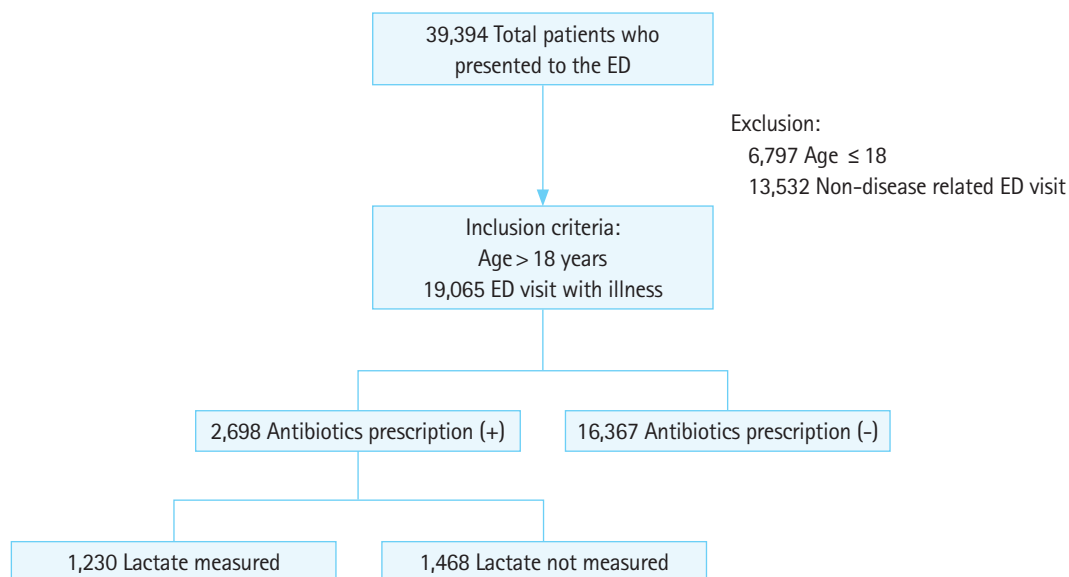 39,394 Total patients who
presented to the ED
Exclusion:
6,797 Age ≤ 18
13,532 Non-disease related ED visit
Inclusion criteria:
Age > 18 years
19,065 ED visit with illness
2,698 Antibiotics prescription (+)
16,367 Antibiotics prescription (-)
1,230 Lactate measured
1,468 Lactate not measured